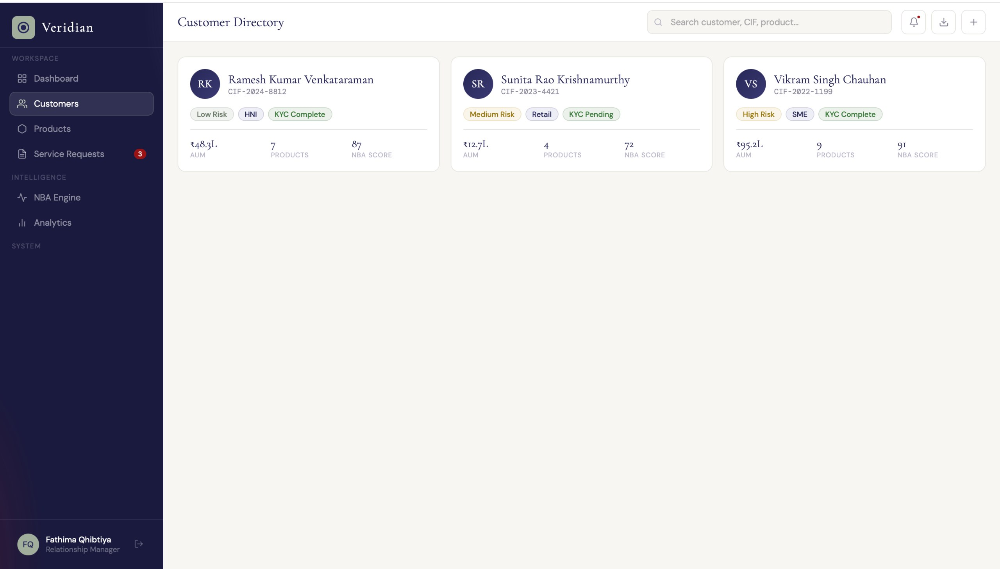 Veridian
WORKSPACE
Dashboard
Customers
Products
Service Requests 3
INTELLIGENCE
NBA Engine
Analytics
SYSTEM
FQ
Fathima Qhibtiya
Relationship Manager
Customer Directory
Search customer, CIF, product...
RK
Ramesh Kumar Venkataraman
CIF-2024-8812
Low Risk HNI KYC Complete
₹48.3L 7 87
AUM PRODUCTS NBA SCORE
SR
Sunita Rao Krishnamurthy
CIF-2023-4421
Medium Risk Retail KYC Pending
₹12.7L 4 72
AUM PRODUCTS NBA SCORE
VS
Vikram Singh Chauhan
CIF-2022-1199
High Risk SME KYC Complete
₹95.2L 9 91
AUM PRODUCTS NBA SCORE